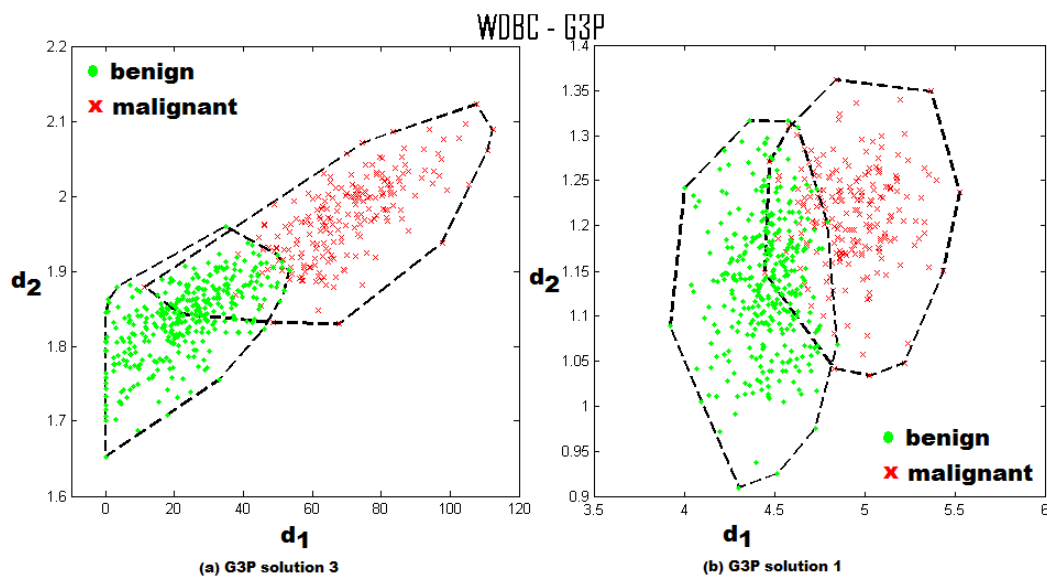 WDBC - G3P
2.2
2.1
2
1.9
1.8
1.7
1.6
d2
benign
malignant
0
20
40
60
80
100
120
d1
(a) G3P solution 3
1.4
1.35
1.3
1.25
1.2
1.15
1.1
1.05
1
0.95
0.9
d2
benign
malignant
3.5
4
4.5
5
5.5
6
d1
(b) G3P solution 1